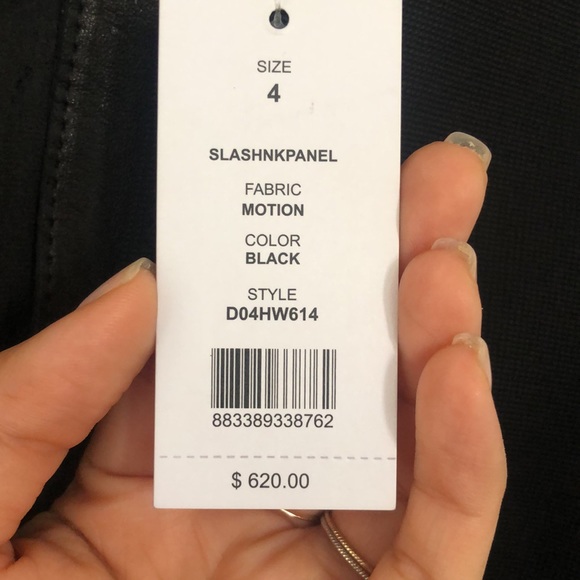 SIZE
4
SLASHNKPANEL
FABRIC
MOTION
COLOR
BLACK
STYLE
D04HW614
883389338762
$ 620.00